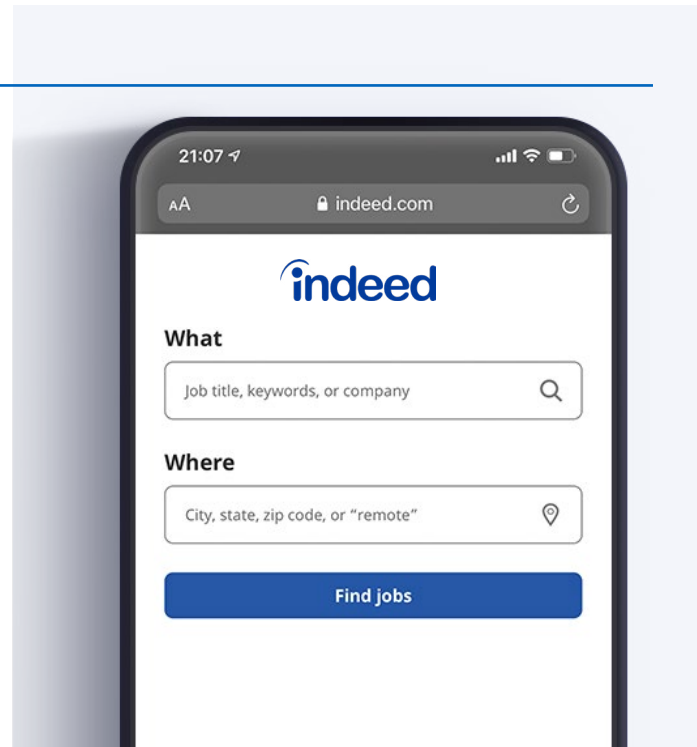 21:07
AA indeed.com
indeed
What
Job title, keywords, or company
Where
City, state, zip code, or “remote”
Find jobs